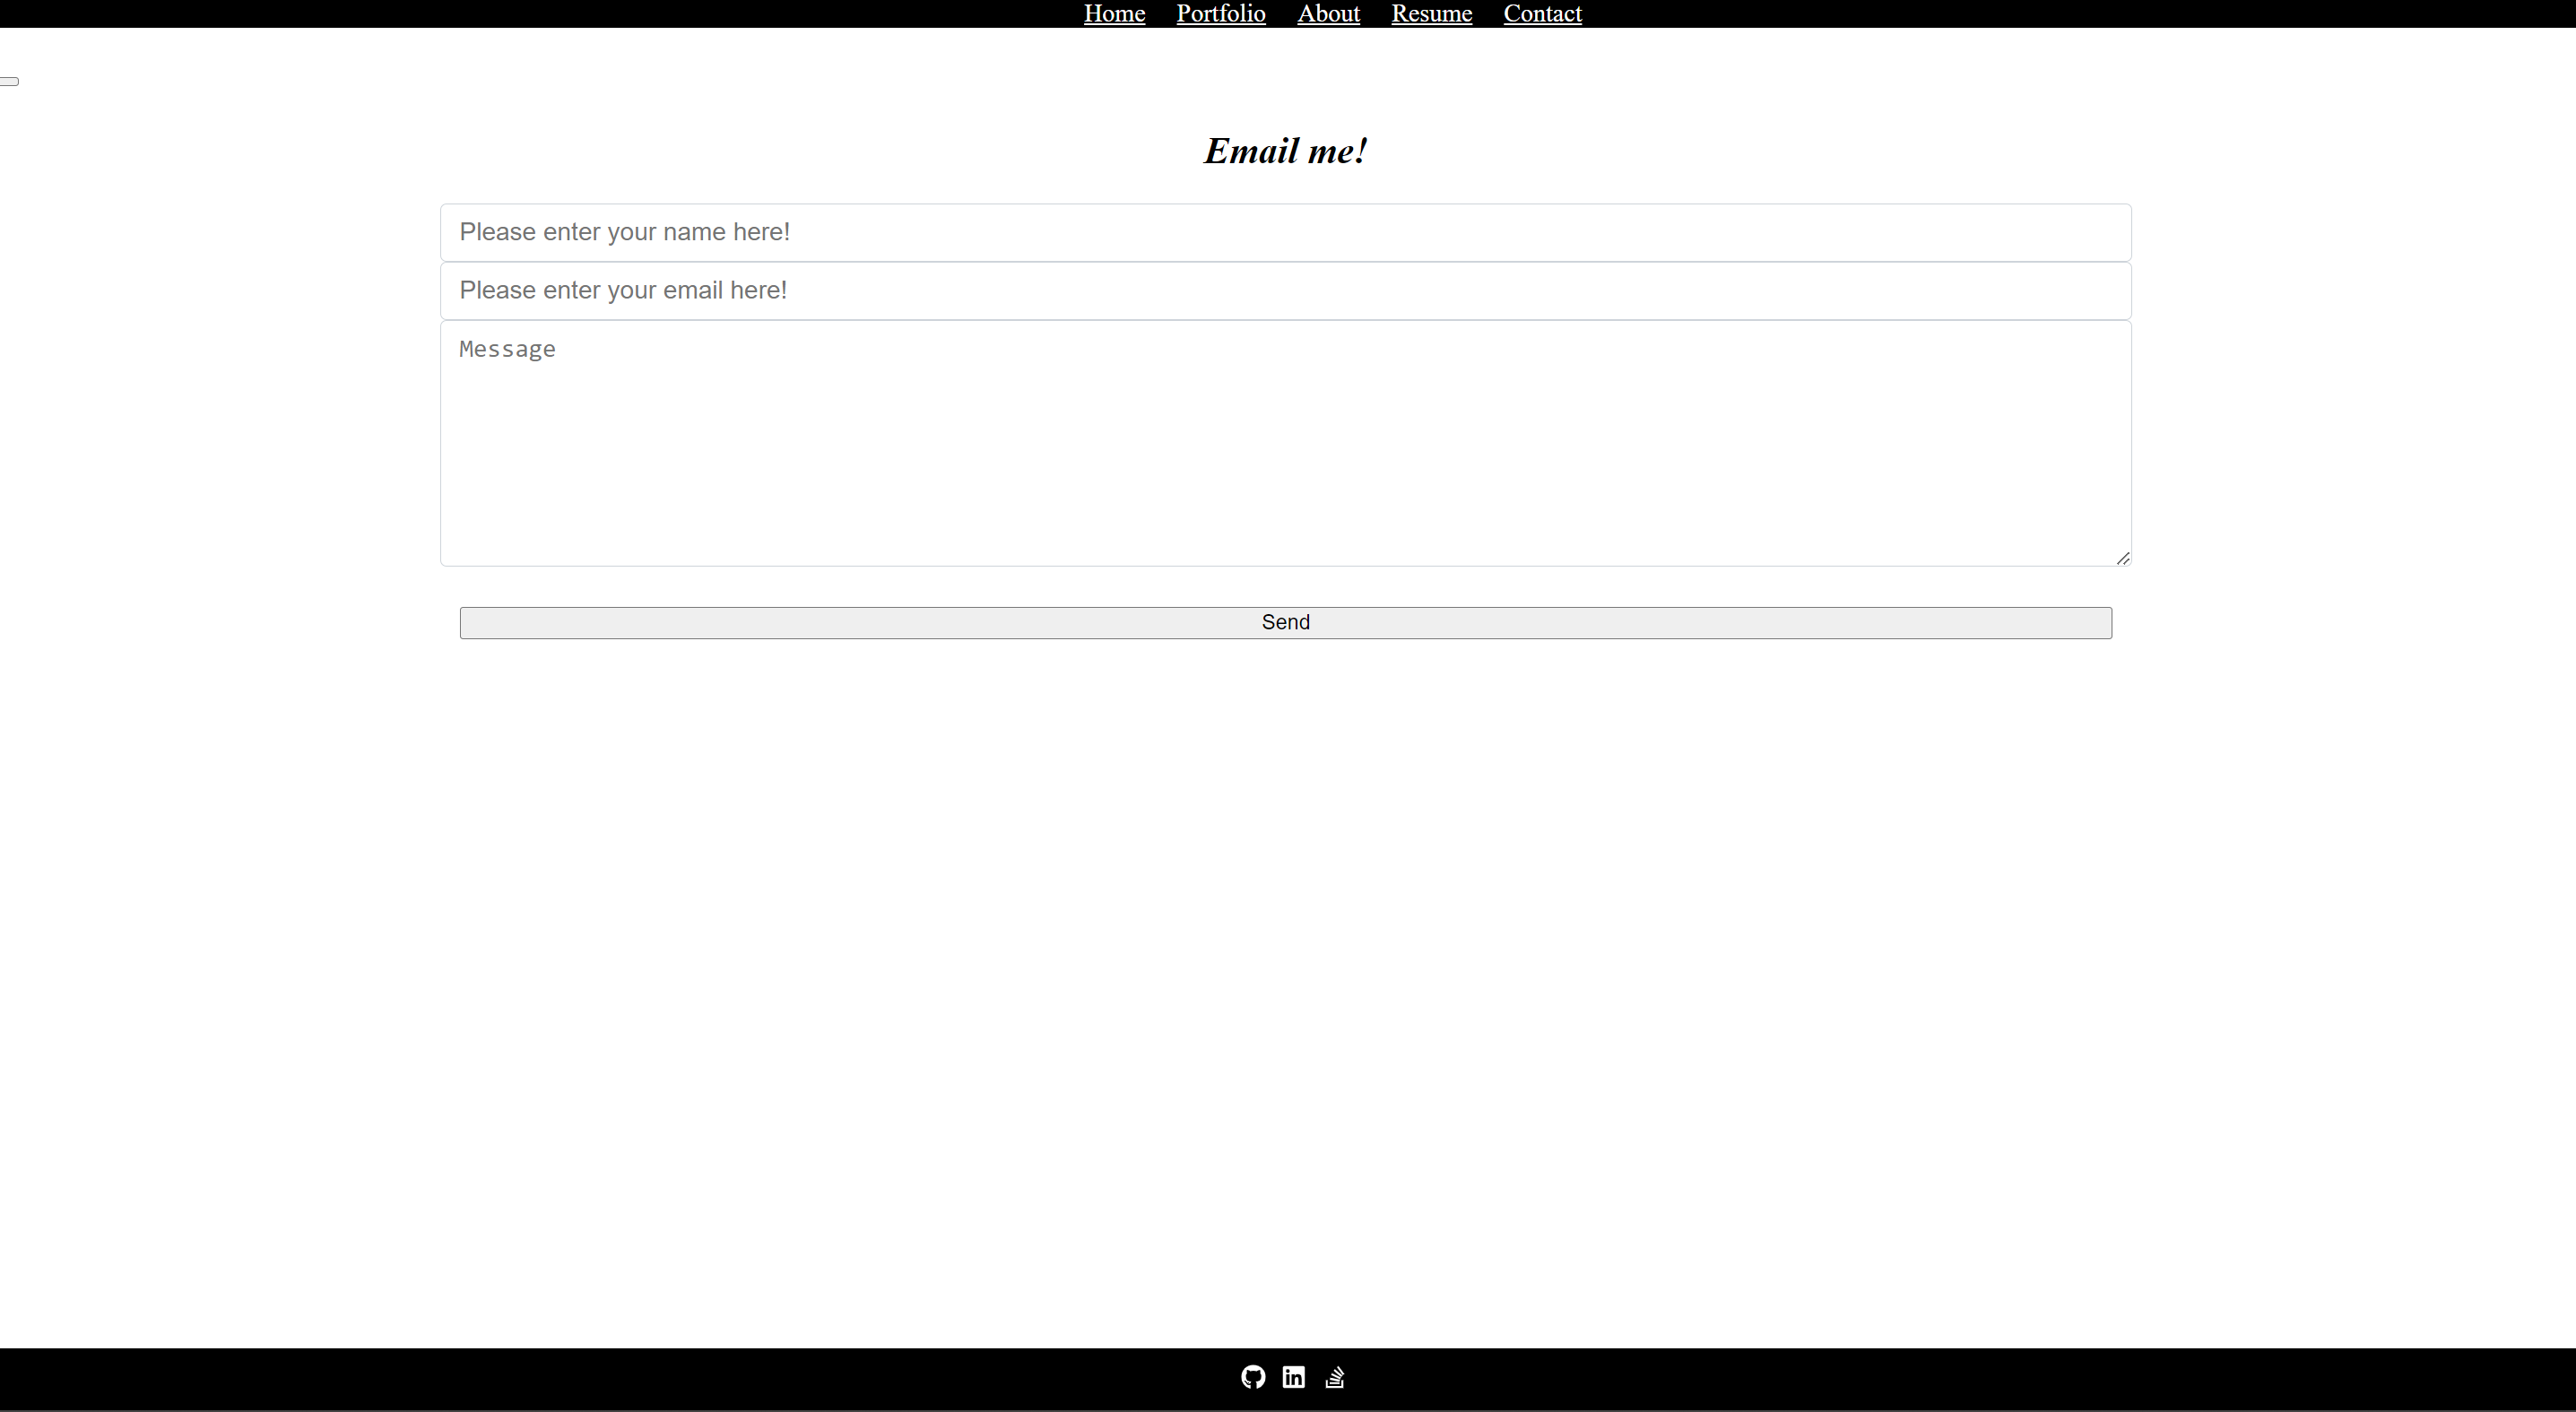 Home Portfolio About Resume Contact
Email me!
Please enter your name here!
Please enter your email here!
Message
Send
in